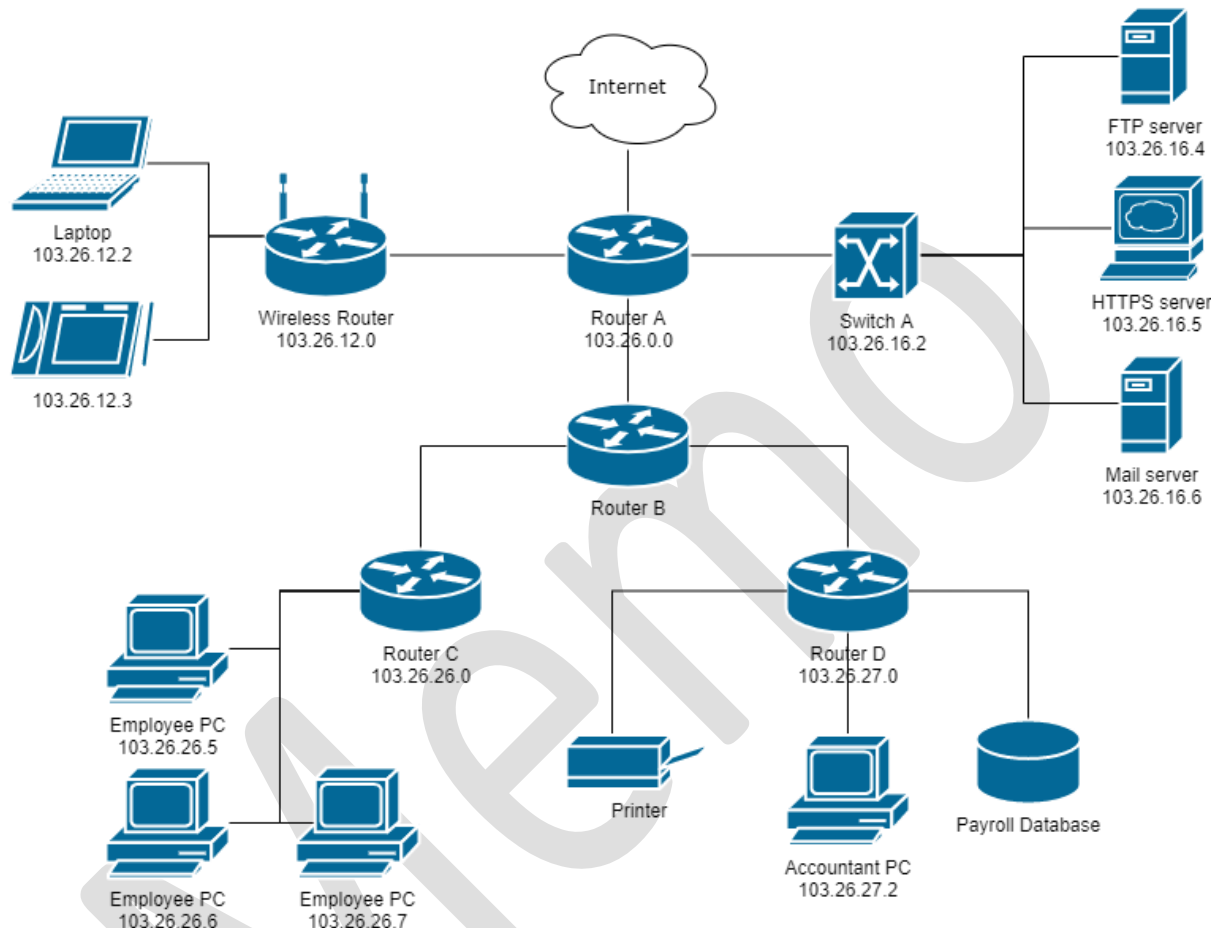 Internet
FTP server
103.26.16.4
Laptop
103.26.12.2
Wireless Router
103.26.12.0
Router A
103.26.0.0
Switch A
103.26.16.2
HTTPS server
103.26.16.5
103.26.12.3
Router B
Mail server
103.26.16.6
Router C
103.26.26.0
Router D
103.26.27.0
Employee PC
103.26.26.5
Printer
Payroll Database
Accountant PC
103.26.27.2
Employee PC
103.26.26.6
Employee PC
103.26.26.7
Memo